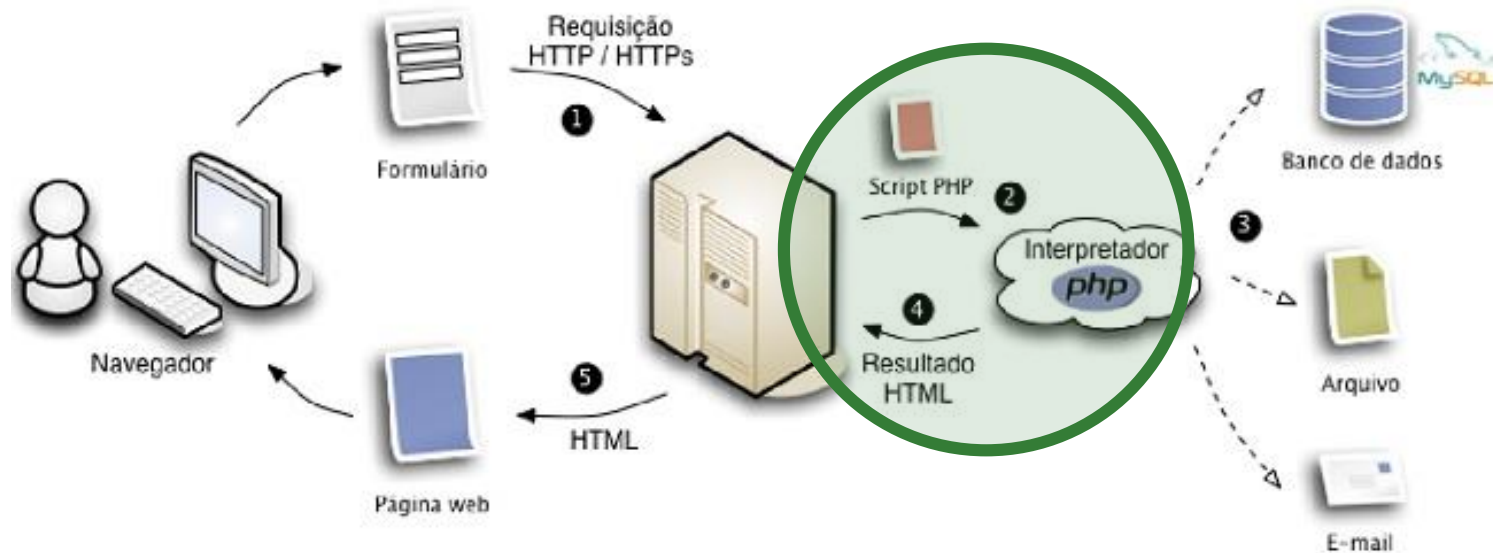 Requisição
HTTP / HTTPs
1
Formulário
Navegador
Script PHP
2
Interpretador
php
3
4
Resultado
HTML
5
HTML
Página web
MySQL
Banco de dados
Arquivo
E-mail